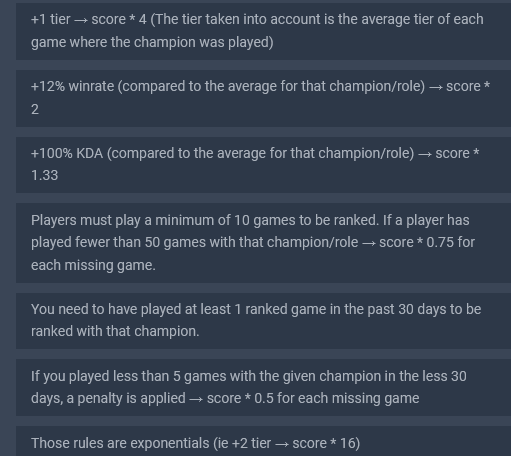 +1 tier → score * 4 (The tier taken into account is the average tier of each
game where the champion was played)
+12% winrate (compared to the average for that champion/role) → score *
2
+100% KDA (compared to the average for that champion/role) → score *
1.33
Players must play a minimum of 10 games to be ranked. If a player has
played fewer than 50 games with that champion/role → score * 0.75 for
each missing game.
You need to have played at least 1 ranked game in the past 30 days to be
ranked with that champion.
If you played less than 5 games with the given champion in the less 30
days, a penalty is applied → score * 0.5 for each missing game
Those rules are exponentials (ie +2 tier → score * 16)